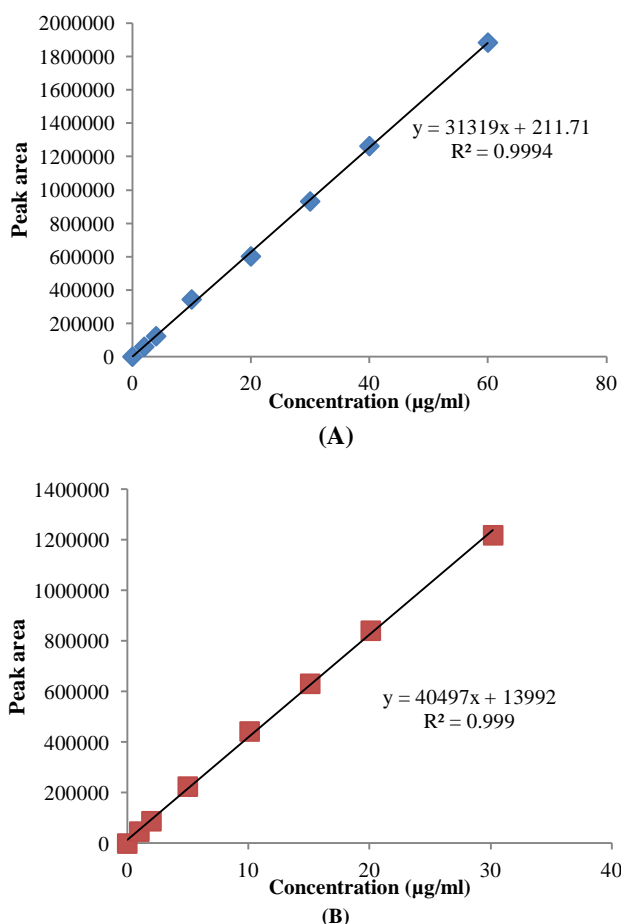 2000000
1800000
1600000
1400000
1200000
1000000
800000
600000
400000
200000
0
Peak area
y = 31319x + 211.71
R² = 0.9994
0 20 40 60 80
Concentration (µg/ml)
(A)
1400000
1200000
1000000
800000
600000
400000
200000
0
Peak area
y = 40497x + 13992
R² = 0.999
0 10 20 30 40
Concentration (µg/ml)
(B)